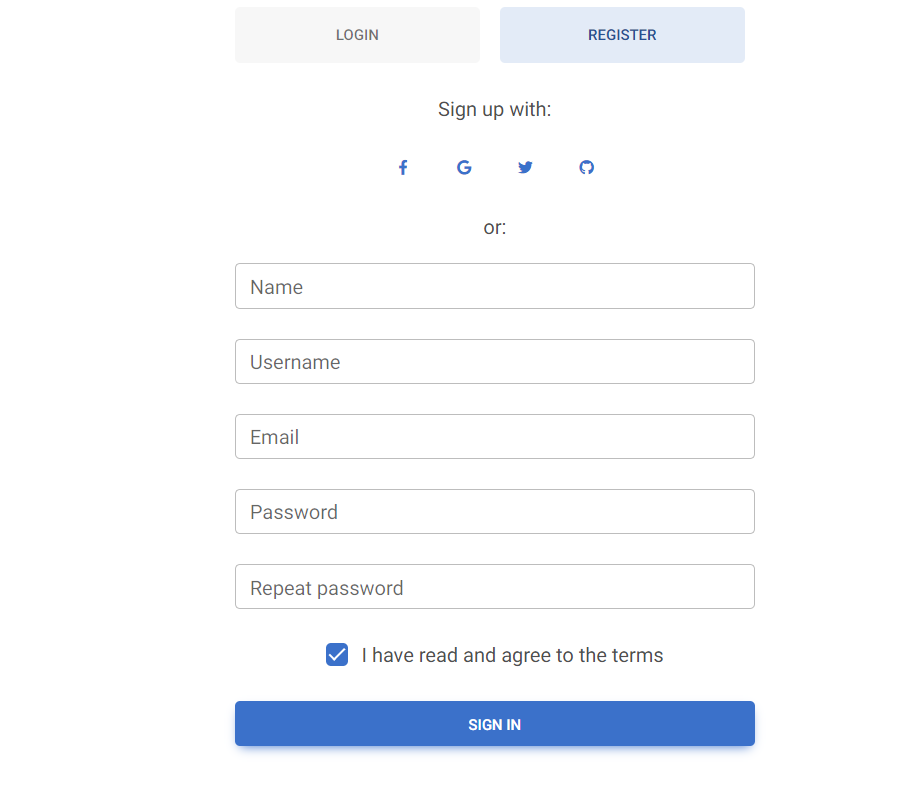 LOGIN REGISTER
Sign up with:
or:
Name
Username
Email
Password
Repeat password
I have read and agree to the terms
SIGN IN